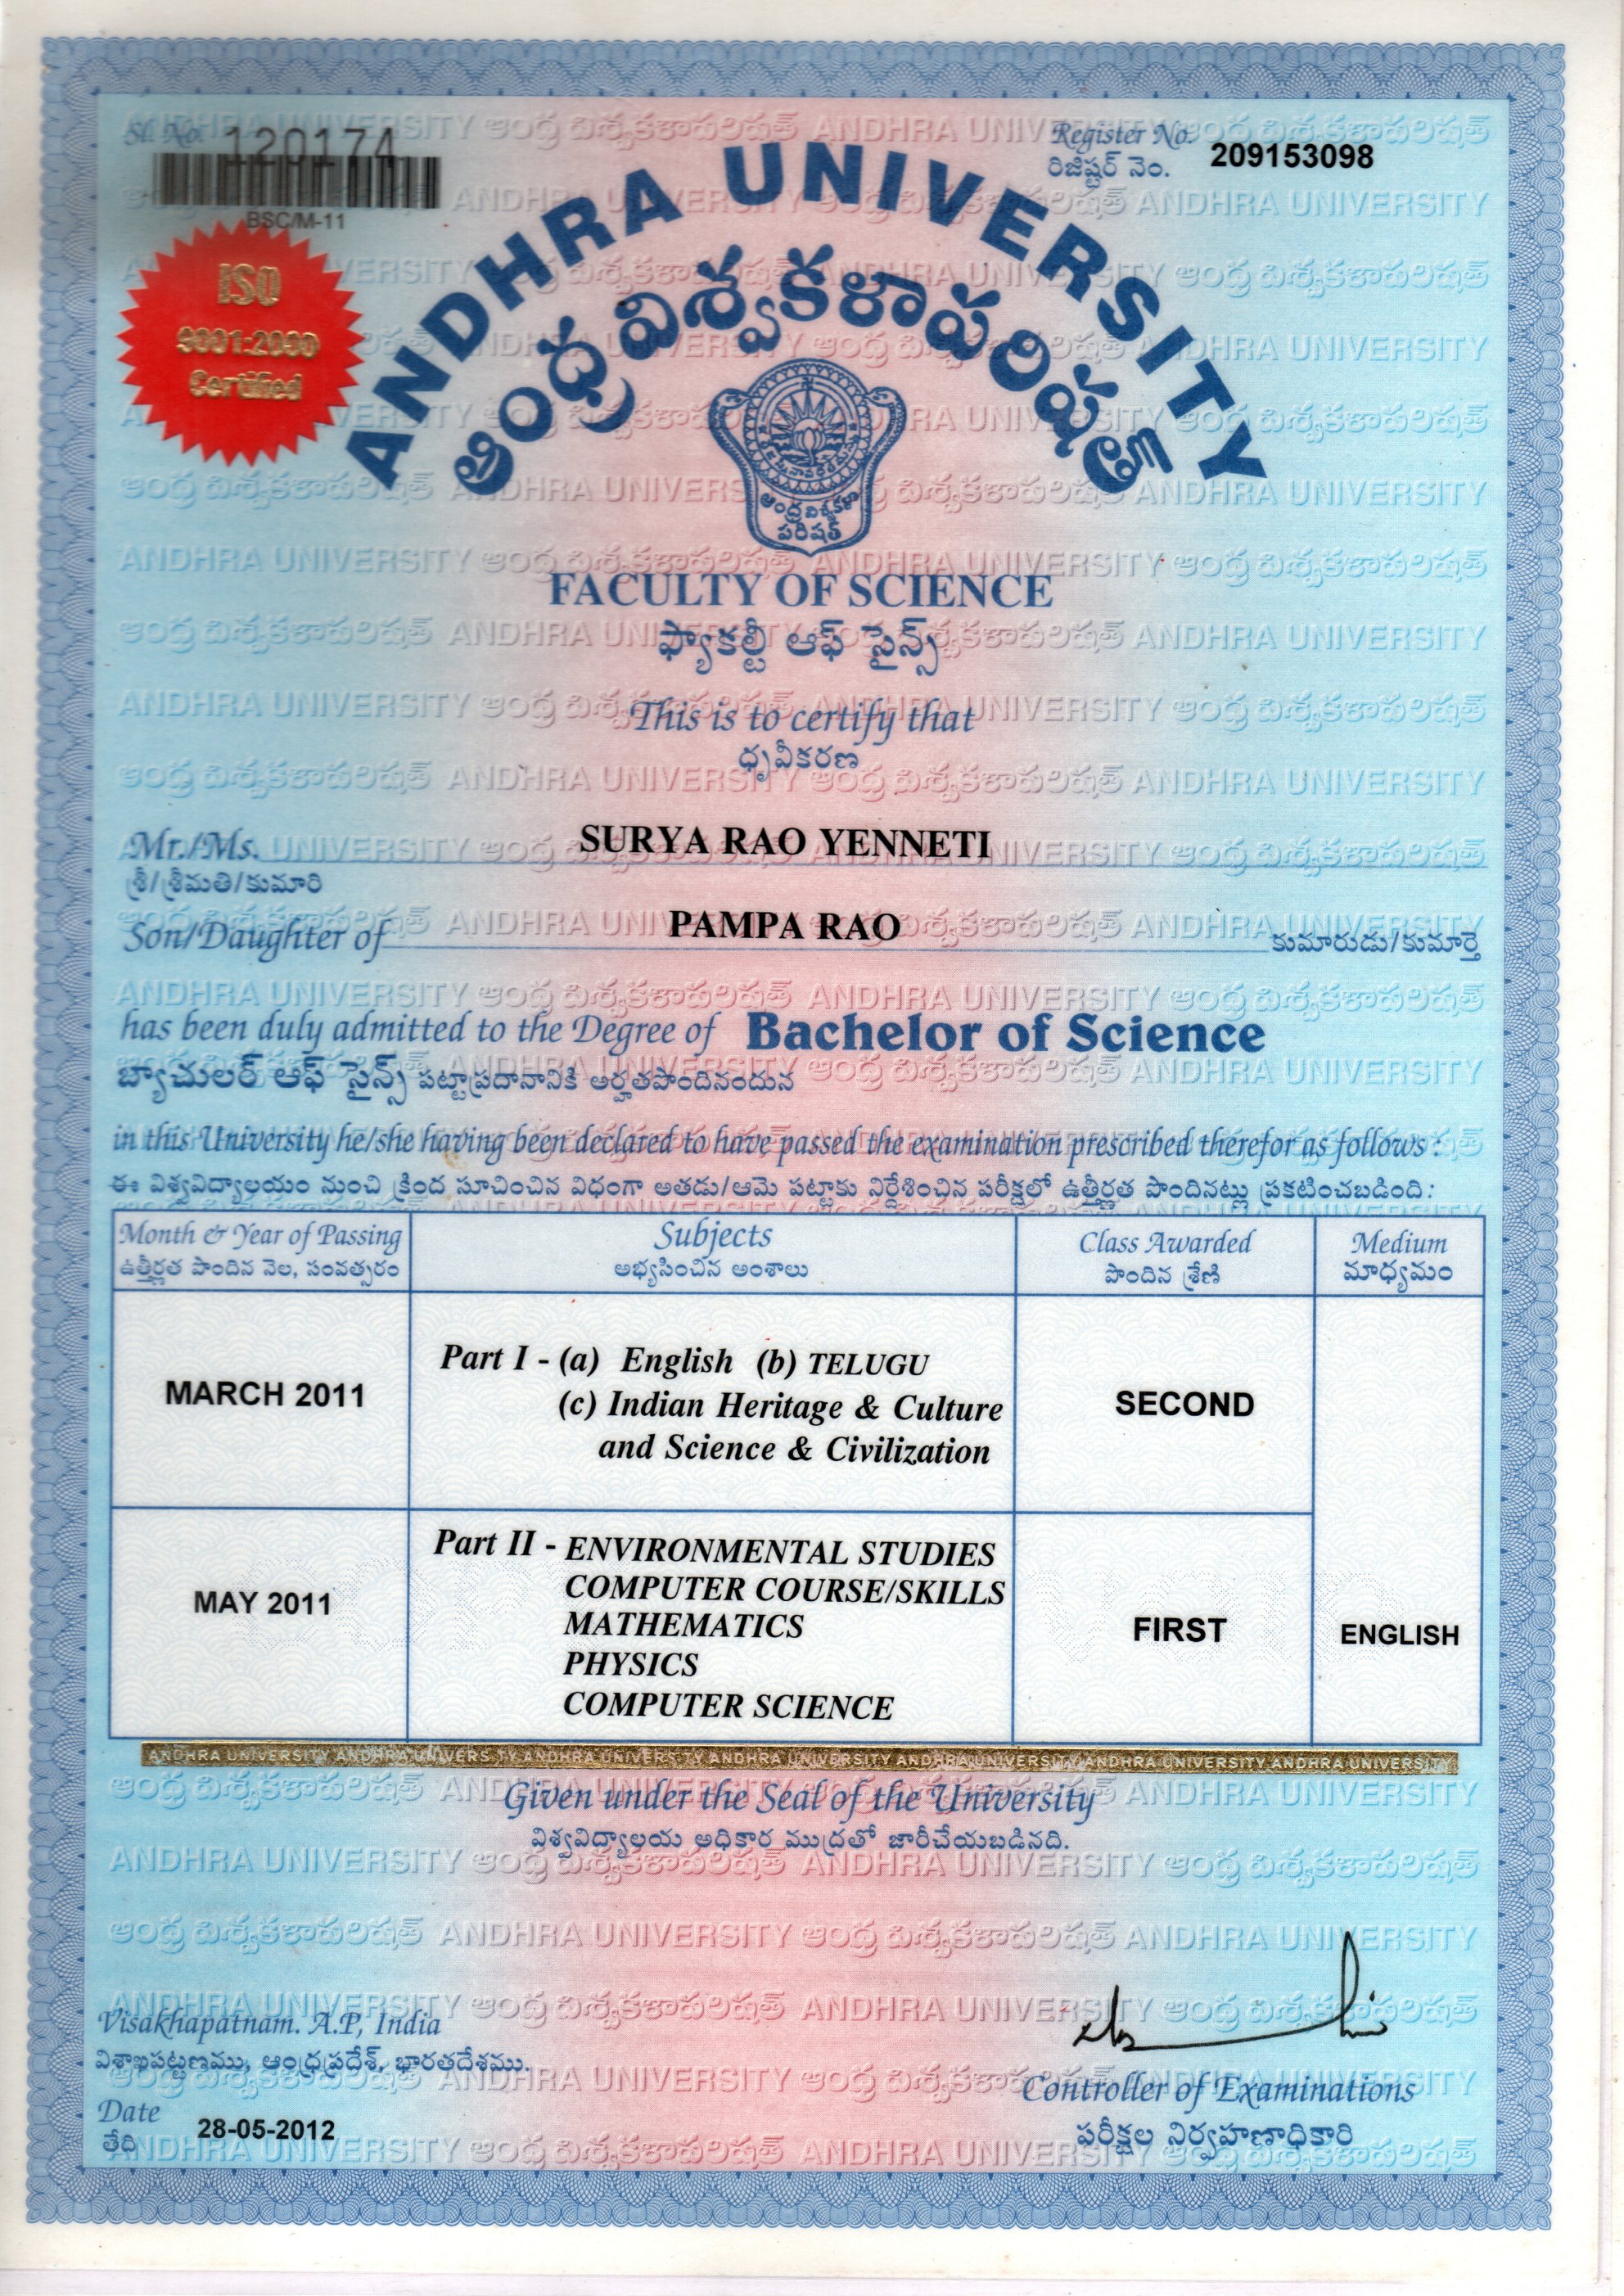 Sl. No. 120174
BSC/M-11
Register No. 209153098
రిజిష్టర్ నెం.
ISO
9001:2000
Certified
ANDHRA UNIVERSITY
ఆంధ్ర విశ్వకళాపరిషత్
ఆంధ్ర విశ్వకళా
పరిషత్
FACULTY OF SCIENCE
ఫ్యాకల్టీ ఆఫ్ సైన్స్
This is to certify that
ధృవీకరణ
Mr./Ms. SURYA RAO YENNETI
శ్రీ/శ్రీమతి/కుమారి
Son/Daughter of PAMPA RAO కుమారుడు/కుమార్తె
has been duly admitted to the Degree of Bachelor of Science
బ్యాచులర్ ఆఫ్ సైన్స్ పట్టాప్రదానానికి అర్హతపొందినందున
in this University he/she having been declared to have passed the examination prescribed therefor as follows :
ఈ విశ్వవిద్యాలయం నుంచి క్రింద సూచించిన విధంగా అతడు/ఆమె పట్టాకు నిర్దేశించిన పరీక్షలో ఉత్తీర్ణత పొందినట్లు ప్రకటించబడింది:
Month & Year of Passing Subjects Class Awarded Medium
ఉత్తీర్ణత పొందిన నెల, సంవత్సరం అభ్యసించిన అంశాలు పొందిన శ్రేణి మాధ్యమం
Part I - (a) English (b) TELUGU
MARCH 2011 (c) Indian Heritage & Culture SECOND
and Science & Civilization
Part II - ENVIRONMENTAL STUDIES
COMPUTER COURSE/SKILLS
MAY 2011 MATHEMATICS FIRST ENGLISH
PHYSICS
COMPUTER SCIENCE
ANDHRA UNIVERSITY ANDHRA UNIVERSITY ANDHRA UNIVERSITY ANDHRA UNIVERSITY ANDHRA UNIVERSITY ANDHRA UNIVERSITY ANDHRA UNIVERSITY
Given under the Seal of the University
విశ్వవిద్యాలయ అధికార ముద్రతో జారీచేయబడినది.
Visakhapatnam. A.P, India
విశాఖపట్టణము, ఆంధ్రప్రదేశ్, భారతదేశము.
Controller of Examinations
పరీక్షల నిర్వహణాధికారి
Date 28-05-2012
తేది